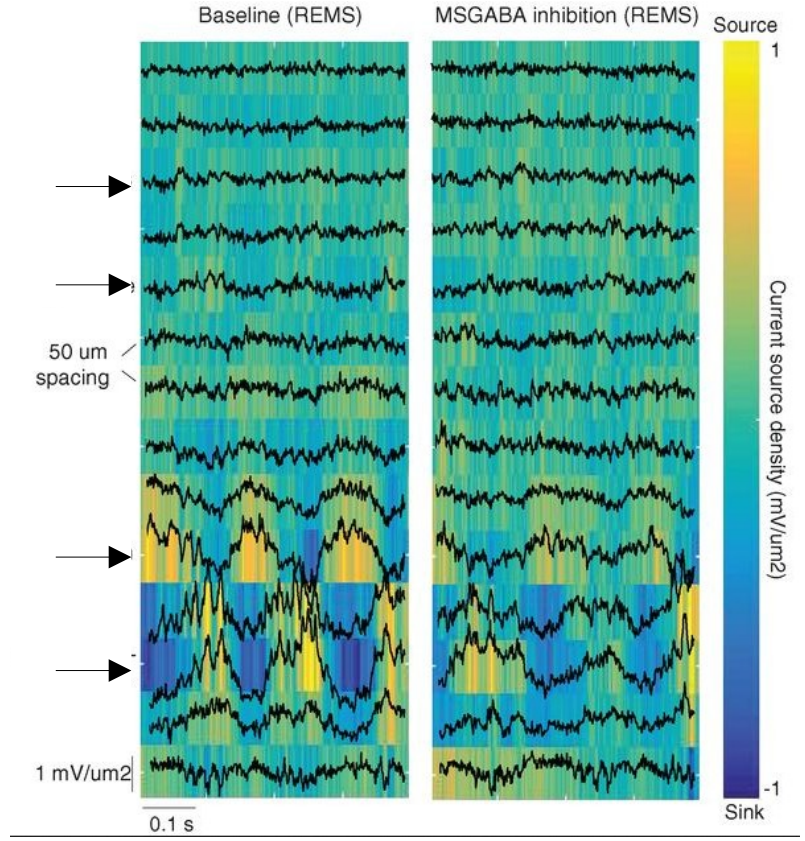 Baseline (REMS)
MSGABA inhibition (REMS)
Source
1
50 um
spacing
Current source density (mV/um2)
1 mV/um2
0.1 s
-1
Sink